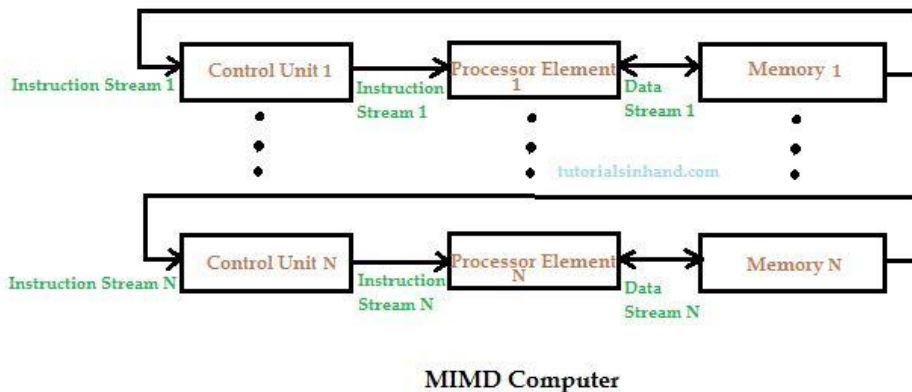 Control Unit 1
Processor Element
1
Memory 1
Instruction Stream 1
Instruction
Stream 1
Data
Stream 1
tutorialsinhand.com
Control Unit N
Processor Element
N
Memory N
Instruction Stream N
Instruction
Stream N
Data
Stream N
MIMD Computer